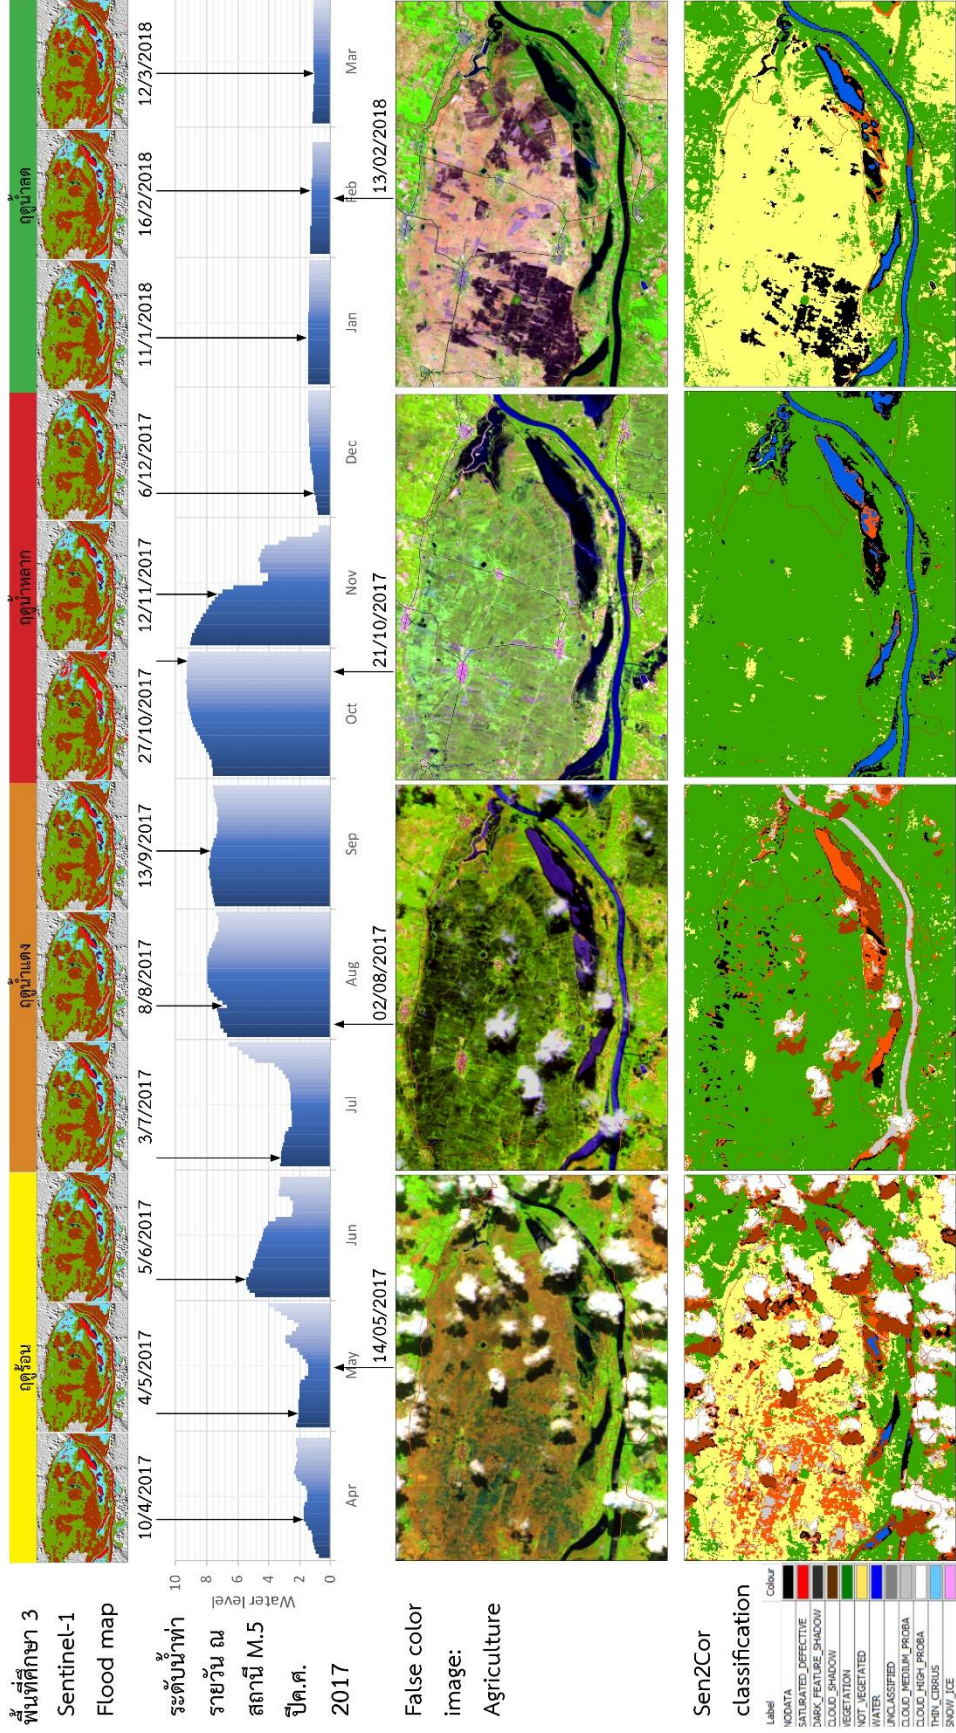 พื้นที่ศึกษา 3
Sentinel-1
Flood map
ฤดูร้อน
ฤดูน้ำแดง
ฤดูน้ำหลาก
ฤดูน้ำลด
10/4/2017
4/5/2017
5/6/2017
3/7/2017
8/8/2017
13/9/2017
27/10/2017
12/11/2017
6/12/2017
11/1/2018
16/2/2018
12/3/2018
ระดับน้ำท่า
รายวัน ณ
สถานี M.5
ปีค.ศ.
2017
Water level
10
8
6
4
2
0
Apr
May
Jun
Jul
Aug
Sep
Oct
Nov
Dec
Jan
Feb
Mar
14/05/2017
02/08/2017
21/10/2017
13/02/2018
False color
image:
Agriculture
Sen2Cor
classification
Label Colour
NODATA
SATURATED_DEFECTIVE
DARK_FEATURE_SHADOW
CLOUD_SHADOW
VEGETATION
NOT_VEGETATED
WATER
UNCLASSIFIED
CLOUD_MEDIUM_PROBA
CLOUD_HIGH_PROBA
THIN_CIRRUS
SNOW_ICE